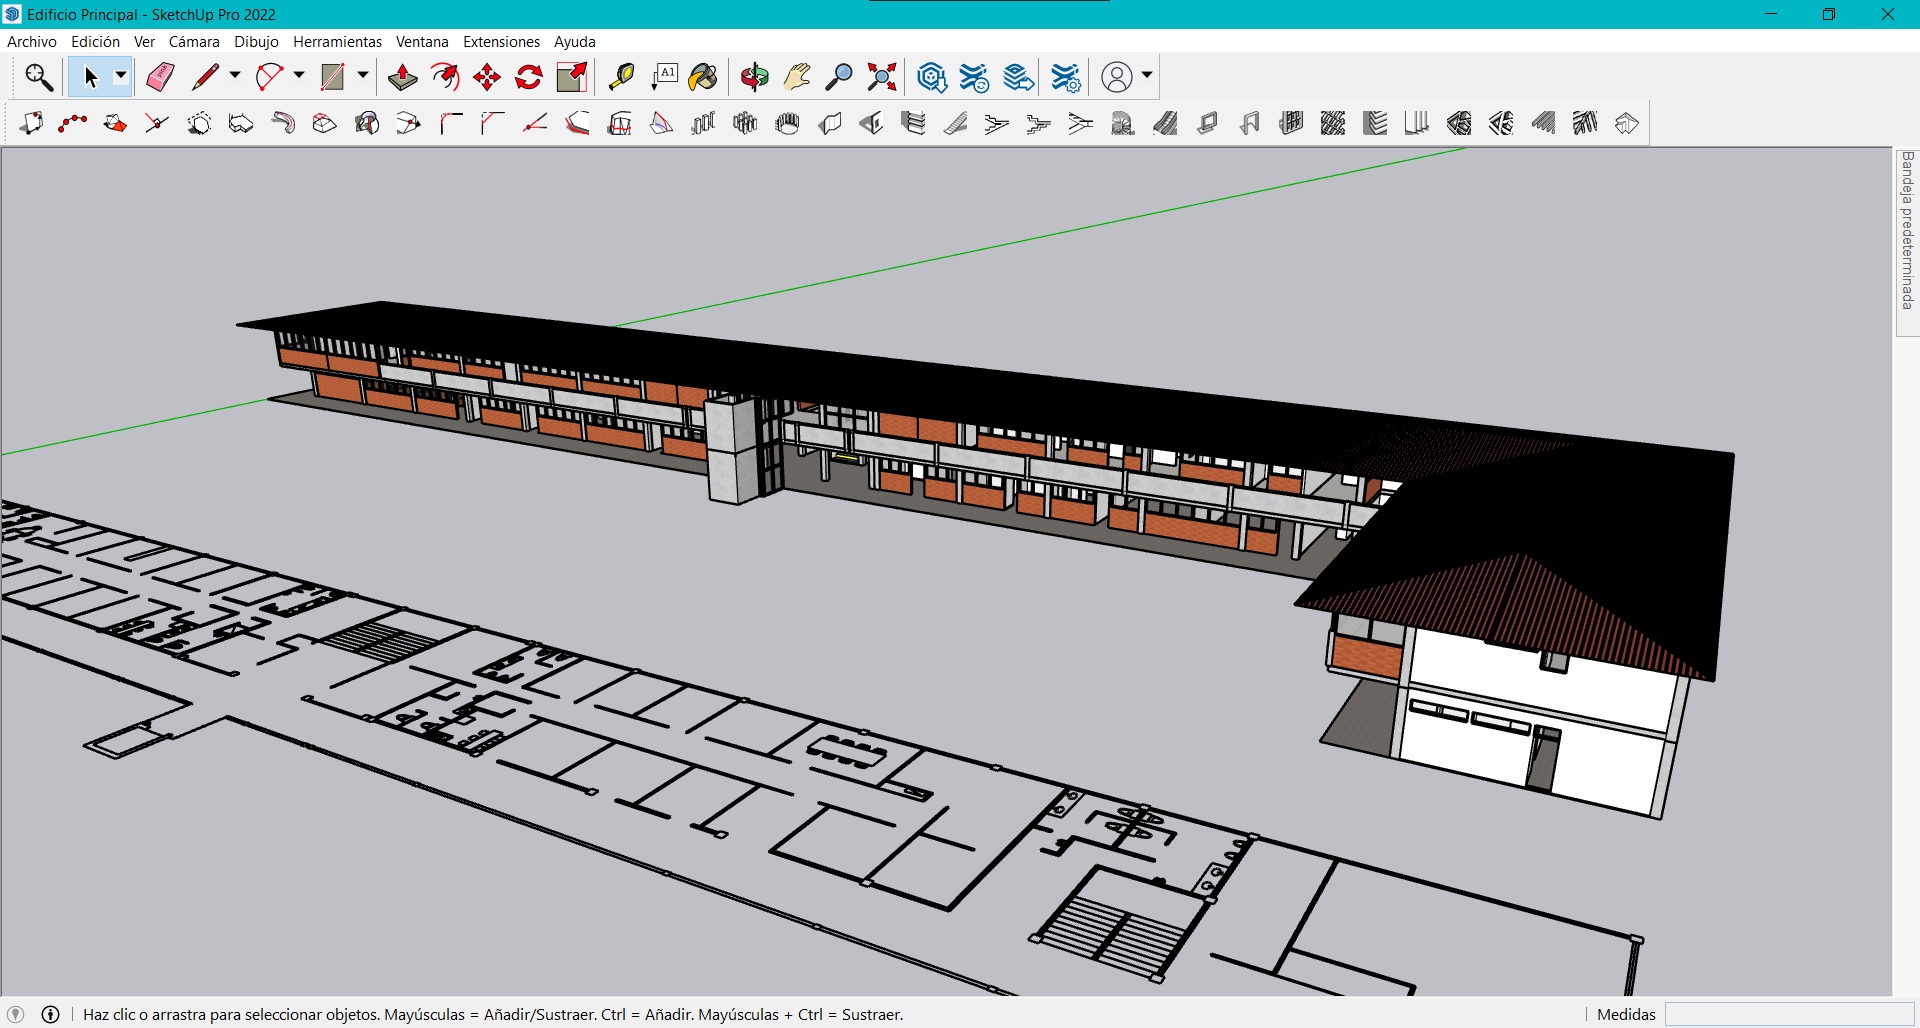 Edificio Principal - SketchUp Pro 2022
Archivo Edición Ver Cámara Dibujo Herramientas Ventana Extensiones Ayuda
A1
Bandeja predeterminada
Haz clic o arrastra para seleccionar objetos. Mayúsculas = Añadir/Sustraer. Ctrl = Añadir. Mayúsculas + Ctrl = Sustraer.
Medidas